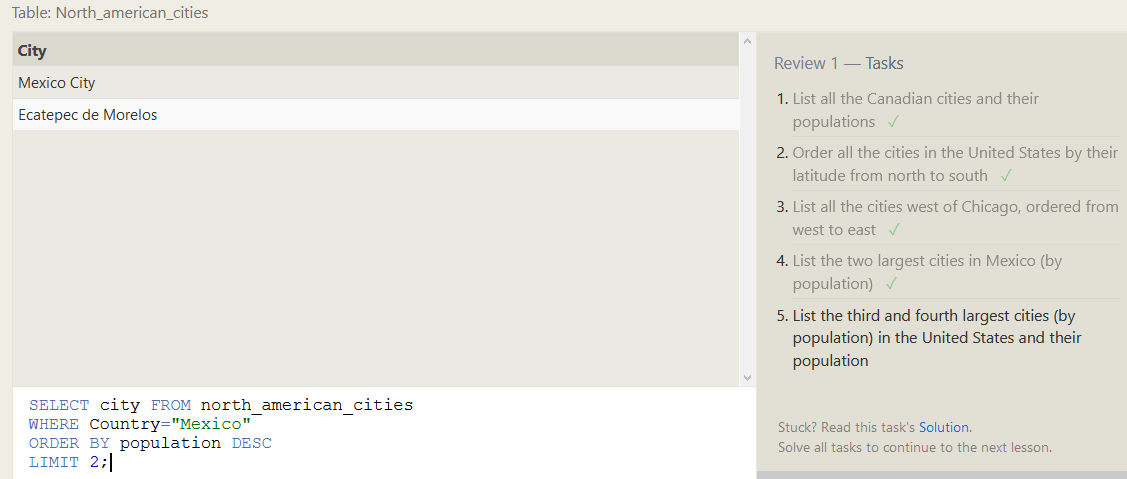 Table: North_american_cities
City
Mexico City
Ecatepec de Morelos
SELECT city FROM north_american_cities
WHERE Country="Mexico"
ORDER BY population DESC
LIMIT 2;
Review 1 — Tasks
1. List all the Canadian cities and their
populations ✓
2. Order all the cities in the United States by their
latitude from north to south ✓
3. List all the cities west of Chicago, ordered from
west to east ✓
4. List the two largest cities in Mexico (by
population) ✓
5. List the third and fourth largest cities (by
population) in the United States and their
population
Stuck? Read this task's Solution.
Solve all tasks to continue to the next lesson.